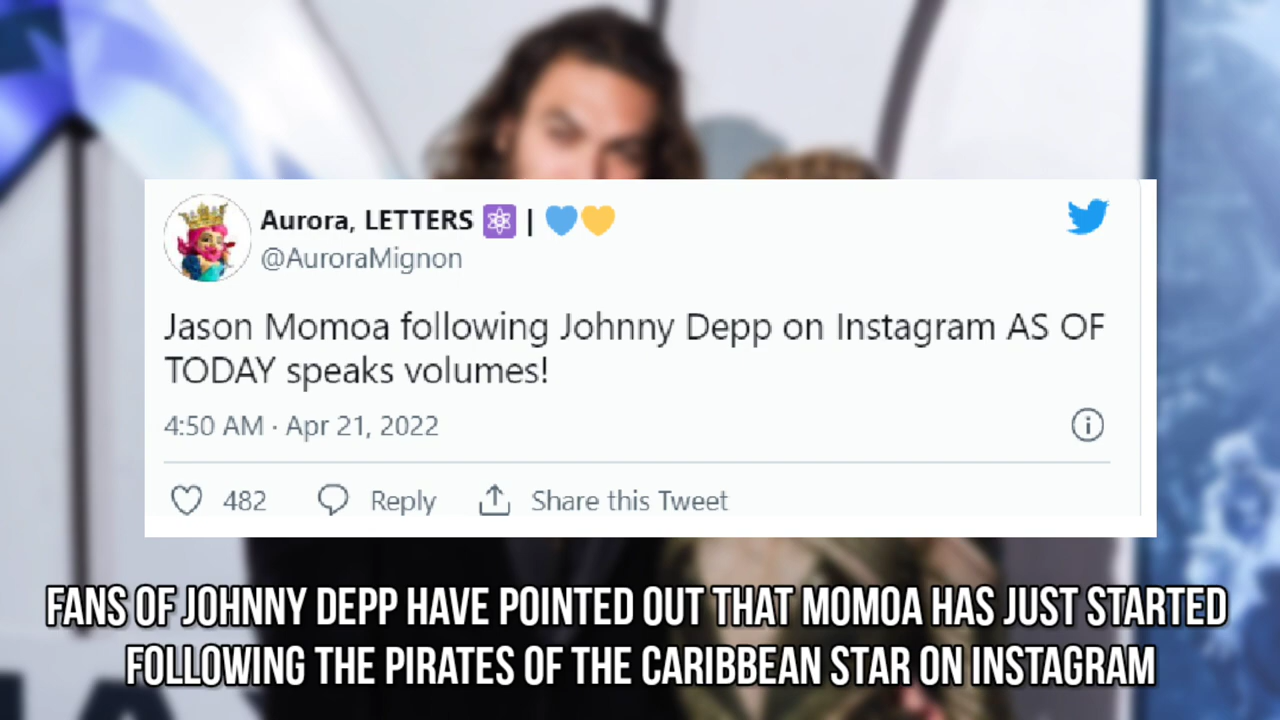 Aurora, LETTERS ⚛️ | 💙💛
@AuroraMignon
Jason Momoa following Johnny Depp on Instagram AS OF
TODAY speaks volumes!
4:50 AM · Apr 21, 2022
482 Reply Share this Tweet
FANS OF JOHNNY DEPP HAVE POINTED OUT THAT MOMOA HAS JUST STARTED
FOLLOWING THE PIRATES OF THE CARIBBEAN STAR ON INSTAGRAM